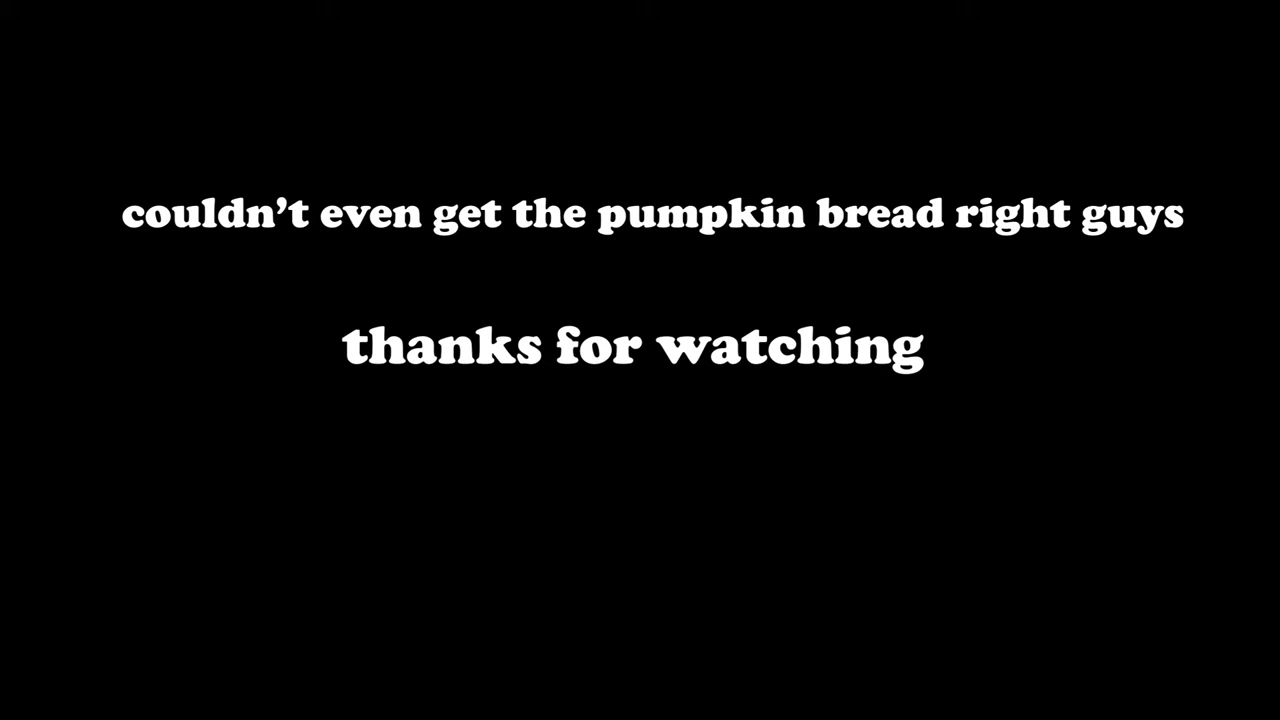 couldn’t even get the pumpkin bread right guys
thanks for watching